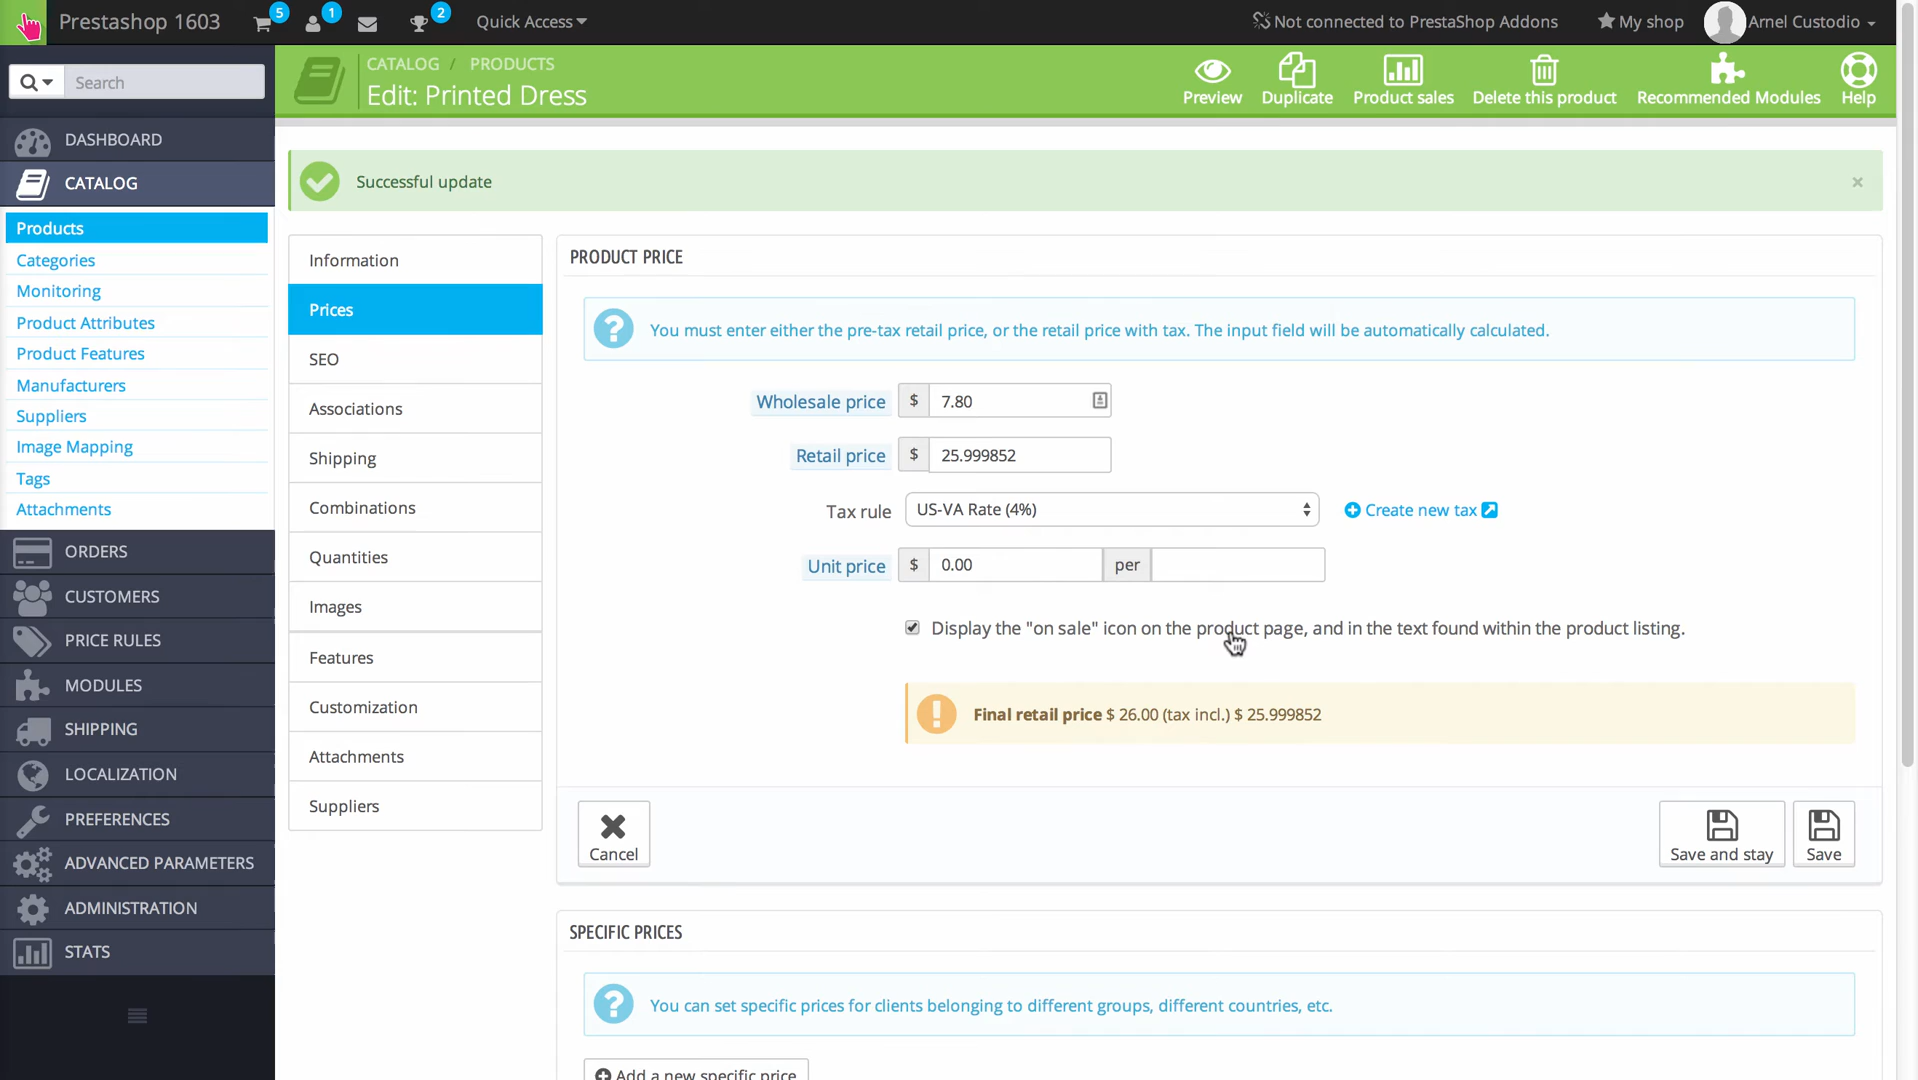 Prestashop 1603
5
1
2
Quick Access
Not connected to PrestaShop Addons
My shop
Arnel Custodio
Search
CATALOG / PRODUCTS
Edit: Printed Dress
Preview
Duplicate
Product sales
Delete this product
Recommended Modules
Help
DASHBOARD
CATALOG
Products
Categories
Monitoring
Product Attributes
Product Features
Manufacturers
Suppliers
Image Mapping
Tags
Attachments
ORDERS
CUSTOMERS
PRICE RULES
MODULES
SHIPPING
LOCALIZATION
PREFERENCES
ADVANCED PARAMETERS
ADMINISTRATION
STATS
Successful update
×
Information
Prices
SEO
Associations
Shipping
Combinations
Quantities
Images
Features
Customization
Attachments
Suppliers
PRODUCT PRICE
? You must enter either the pre-tax retail price, or the retail price with tax. The input field will be automatically calculated.
Wholesale price $ 7.80
Retail price $ 25.999852
Tax rule US-VA Rate (4%) Create new tax
Unit price $ 0.00 per
Display the "on sale" icon on the product page, and in the text found within the product listing.
! Final retail price $ 26.00 (tax incl.) $ 25.999852
Cancel
Save and stay
Save
SPECIFIC PRICES
? You can set specific prices for clients belonging to different groups, different countries, etc.
Add a new specific price